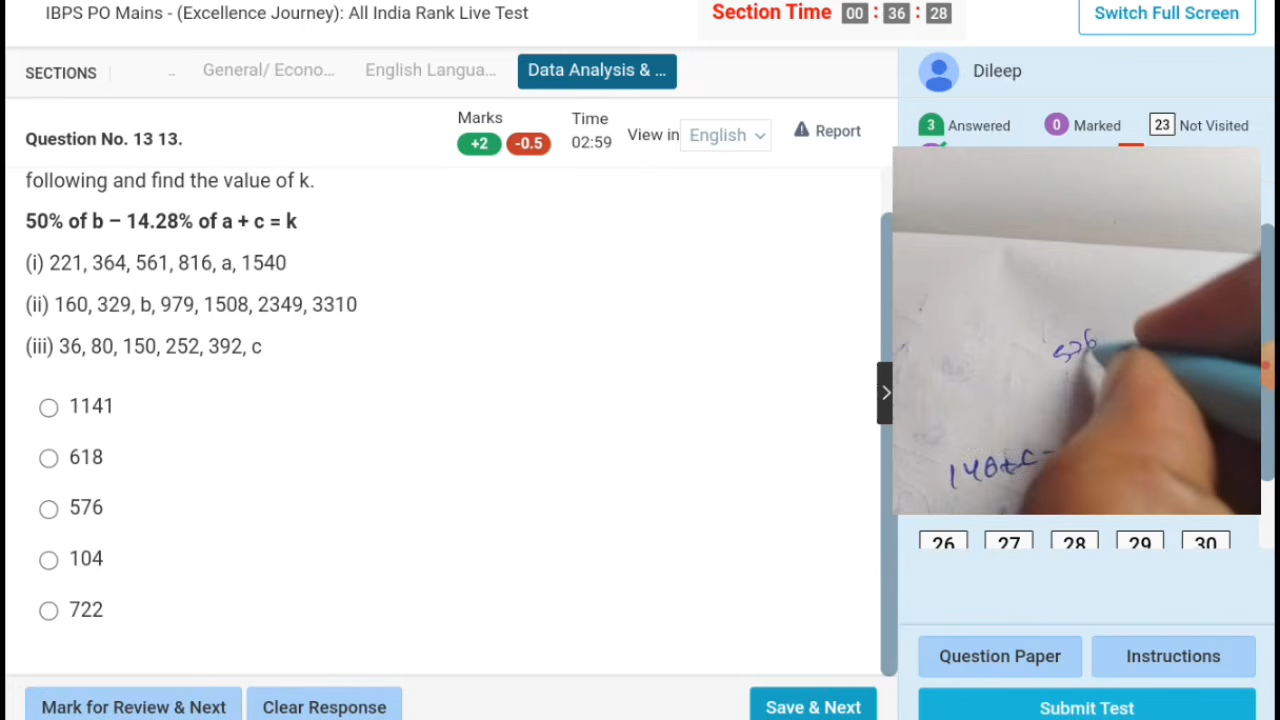 IBPS PO Mains - (Excellence Journey): All India Rank Live Test
Section Time 00 : 36 : 28
Switch Full Screen
SECTIONS
..
General/ Econo...
English Langua...
Data Analysis & ...
Dileep
Question No. 13 13.
Marks
+2 -0.5
Time
02:59
View in English
Report
3 Answered
0 Marked
23 Not Visited
following and find the value of k.
50% of b – 14.28% of a + c = k
(i) 221, 364, 561, 816, a, 1540
(ii) 160, 329, b, 979, 1508, 2349, 3310
(iii) 36, 80, 150, 252, 392, c
1141
618
576
104
722
26 27 28 29 30
Question Paper
Instructions
Mark for Review & Next
Clear Response
Save & Next
Submit Test